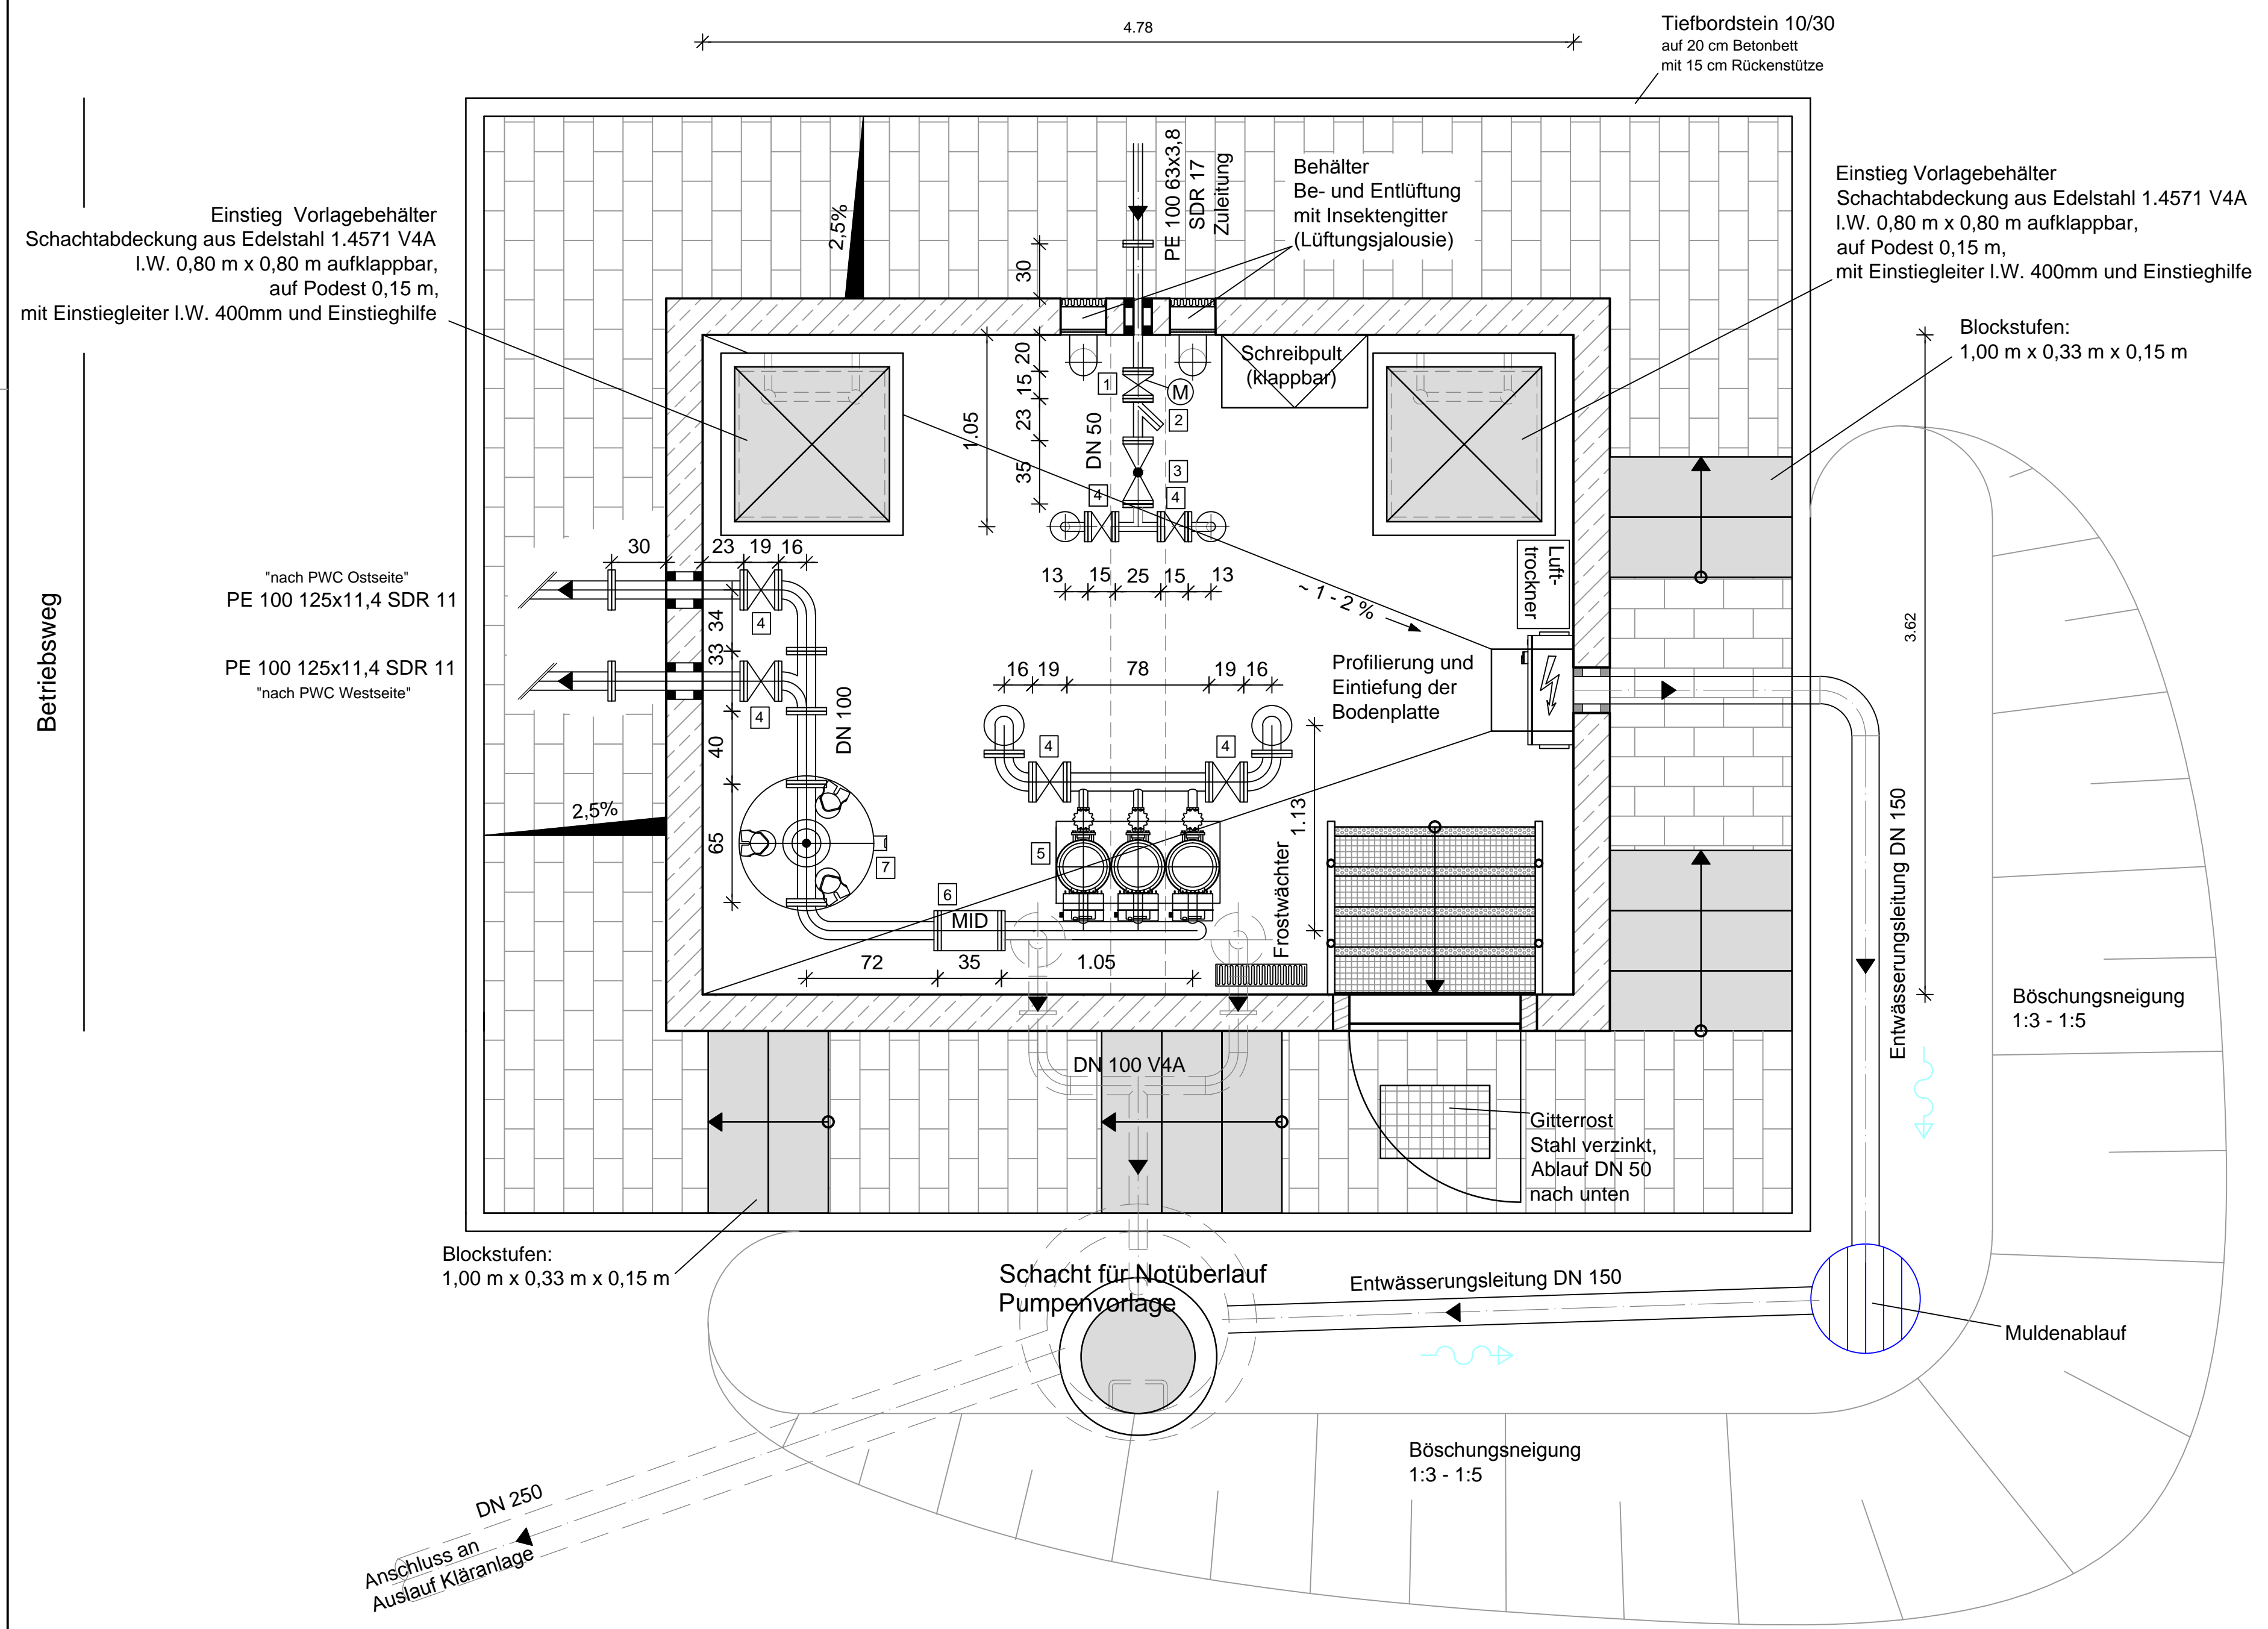 4.78
Tiefbordstein 10/30
auf 20 cm Betonbett
mit 15 cm Rückenstütze
Einstieg Vorlagebehälter
Schachtabdeckung aus Edelstahl 1.4571 V4A
l.W. 0,80 m x 0,80 m aufklappbar,
auf Podest 0,15 m,
mit Einstiegleiter l.W. 400mm und Einstieghilfe
2,5%
PE 100 63x3,8
SDR 17
Zuleitung
Behälter
Be- und Entlüftung
mit Insektengitter
(Lüftungsjalousie)
Einstieg Vorlagebehälter
Schachtabdeckung aus Edelstahl 1.4571 V4A
l.W. 0,80 m x 0,80 m aufklappbar,
auf Podest 0,15 m,
mit Einstiegleiter l.W. 400mm und Einstieghilfe
Blockstufen:
1,00 m x 0,33 m x 0,15 m
30
20
15
23
35
1.05
DN 50
1
M
2
3
4
4
Schreibpult
(klappbar)
13 15 25 15 13
Luft-
trockner
~ 1 - 2 %
3.62
Betriebsweg
"nach PWC Ostseite"
PE 100 125x11,4 SDR 11
PE 100 125x11,4 SDR 11
"nach PWC Westseite"
30 23 19 16
4
34
33
4
40
65
DN 100
16 19 78 19 16
4
4
Profilierung und
Eintiefung der
Bodenplatte
2,5%
7
5
6
MID
1.13
Frostwächter
72 35 1.05
Entwässerungsleitung DN 150
Böschungsneigung
1:3 - 1:5
DN 100 V4A
Gitterrost
Stahl verzinkt,
Ablauf DN 50
nach unten
Blockstufen:
1,00 m x 0,33 m x 0,15 m
Schacht für Notüberlauf
Pumpenvorlage
Entwässerungsleitung DN 150
Muldenablauf
Böschungsneigung
1:3 - 1:5
DN 250
Anschluss an
Auslauf Kläranlage